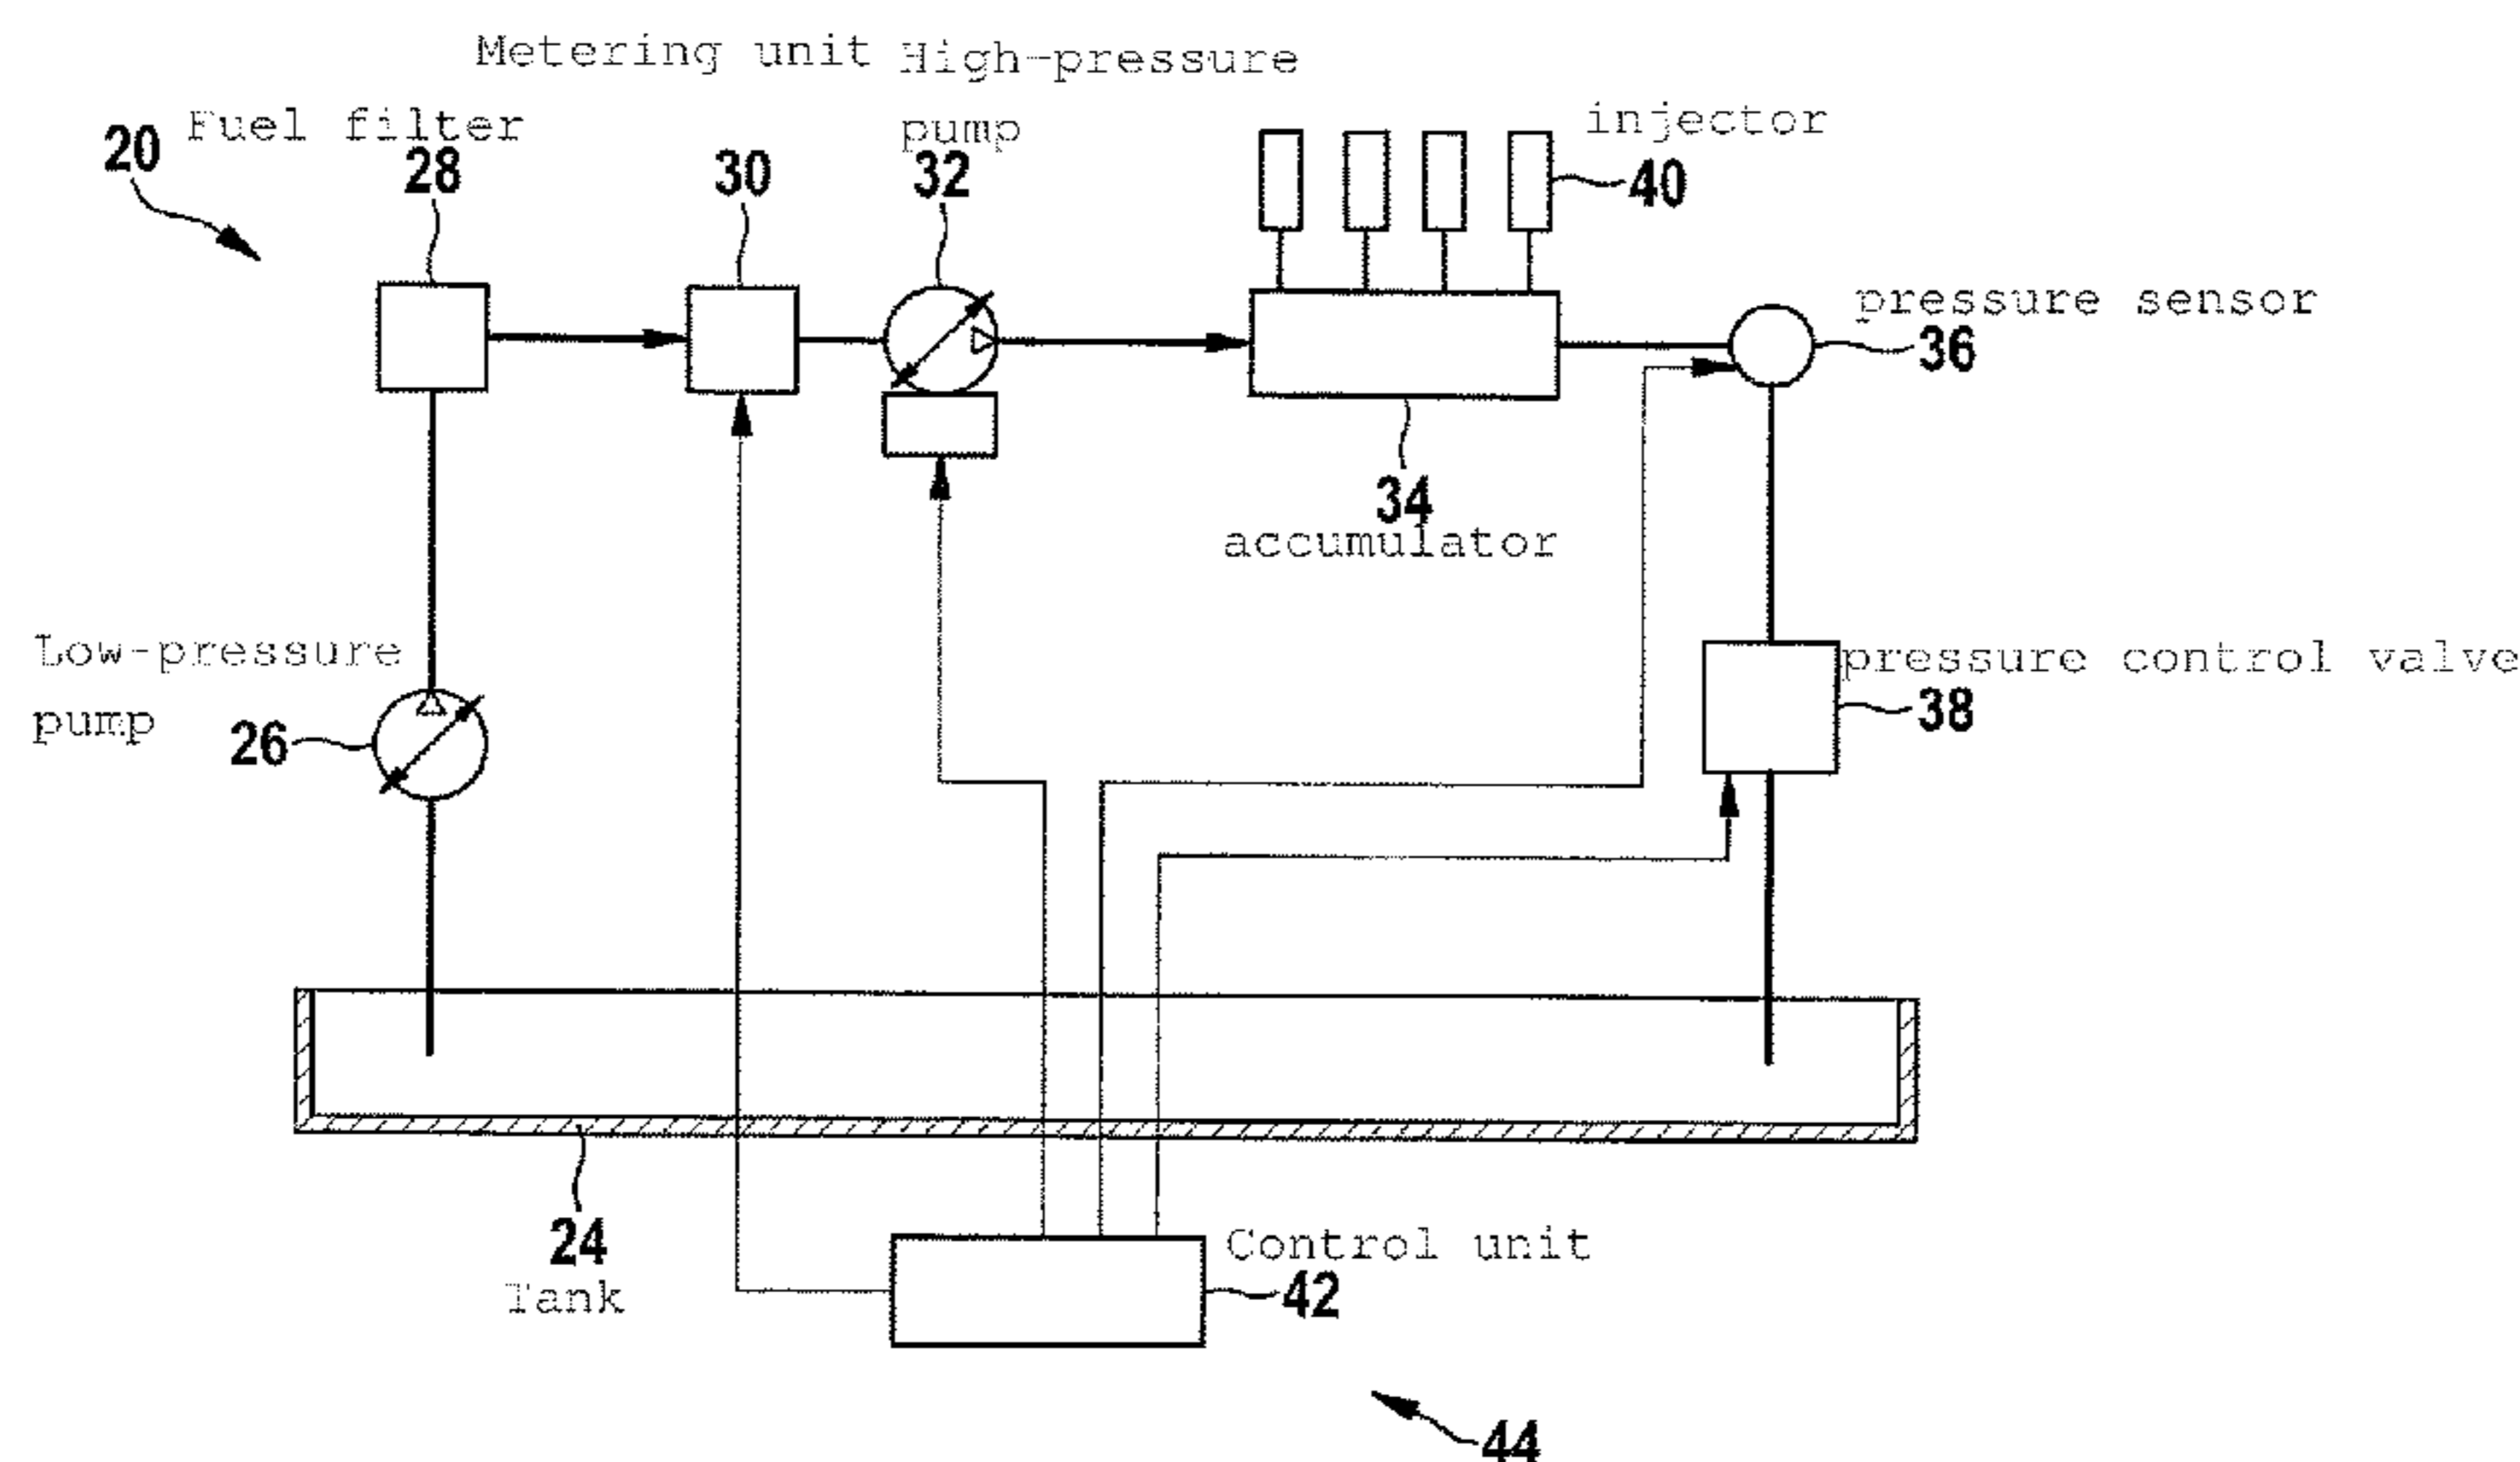 Metering unit
High-pressure
pump
32
Fuel filter
28
20
30
injector
40
pressure sensor
36
34
accumulator
Low-pressure
pump
26
pressure control valve
38
24
Tank
Control unit
42
44